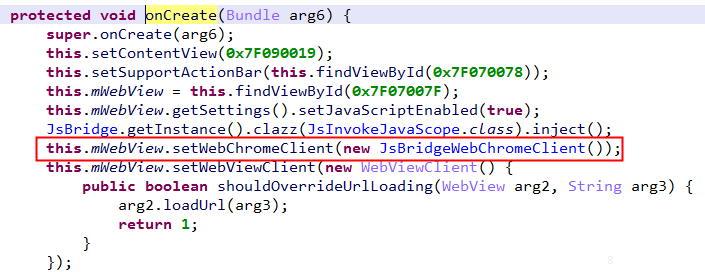 protected void onCreate(Bundle arg6) {
    super.onCreate(arg6);
    this.setContentView(0x7F090019);
    this.setSupportActionBar(this.findViewById(0x7F070078));
    this.mWebView = this.findViewById(0x7F07007F);
    this.mWebView.getSettings().setJavaScriptEnabled(true);
    JsBridge.getInstance().clazz(JsInvokeJavaScope.class).inject();
    this.mWebView.setWebChromeClient(new JsBridgeWebChromeClient());
    this.mWebView.setWebViewClient(new WebViewClient() {
        public boolean shouldOverrideUrlLoading(WebView arg2, String arg3) {
            arg2.loadUrl(arg3);
            return 1;
        }
    });
8